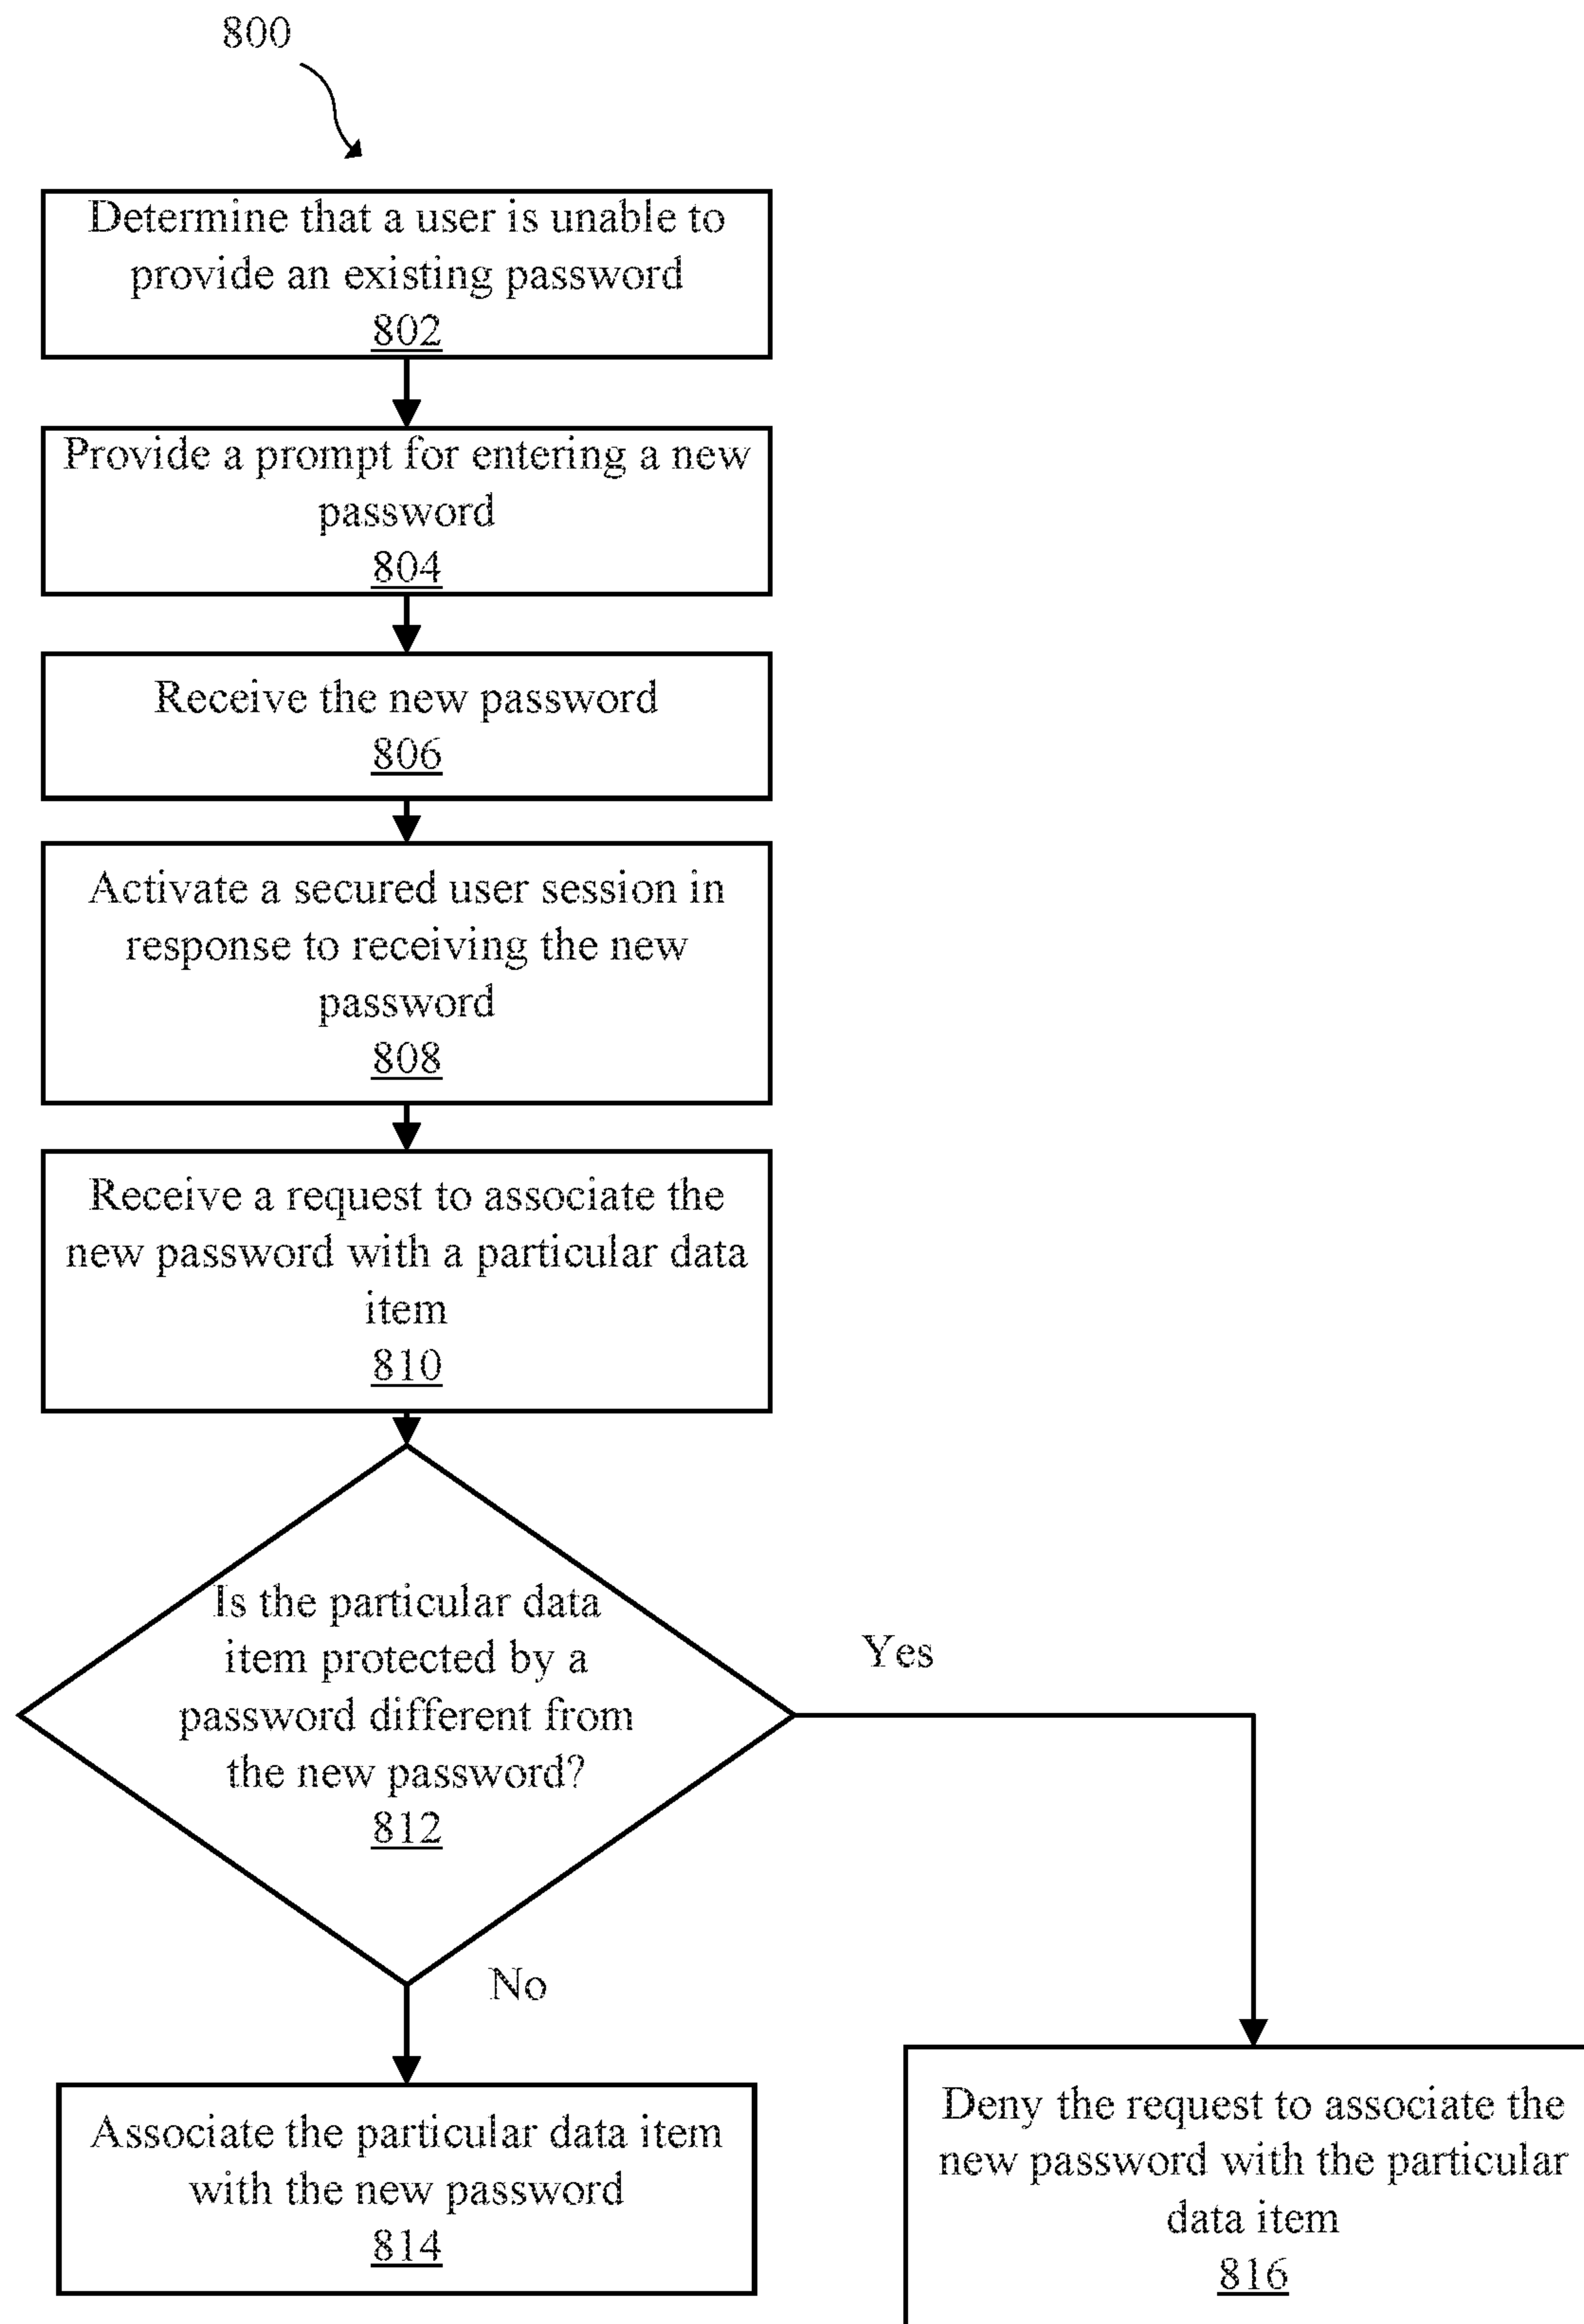 800
Determine that a user is unable to
provide an existing password
802
Provide a prompt for entering a new
password
804
Receive the new password
806
Activate a secured user session in
response to receiving the new
password
808
Receive a request to associate the
new password with a particular data
item
810
Is the particular data
item protected by a
password different from
the new password?
812
Yes
No
Associate the particular data item
with the new password
814
Deny the request to associate the
new password with the particular
data item
816